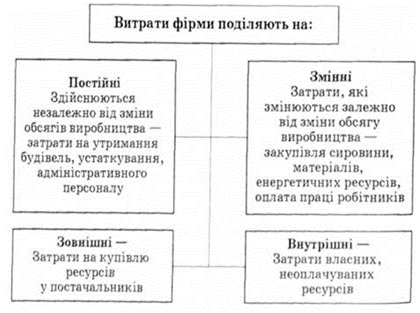 Витрати фірми поділяють на:
Постійні
Здійснюються
незалежно від зміни
обсягів виробництва —
затрати на утримання
будівель, устаткування,
адміністративного
персоналу
Змінні
Затрати, які
змінюються залежно
від зміни обсягу
виробництва —
закупівля сировини,
матеріалів,
енергетичних ресурсів,
оплата праці робітників
Зовнішні —
Затрати на купівлю
ресурсів
у постачальників
Внутрішні —
Затрати власних,
неоплачуваних
ресурсів